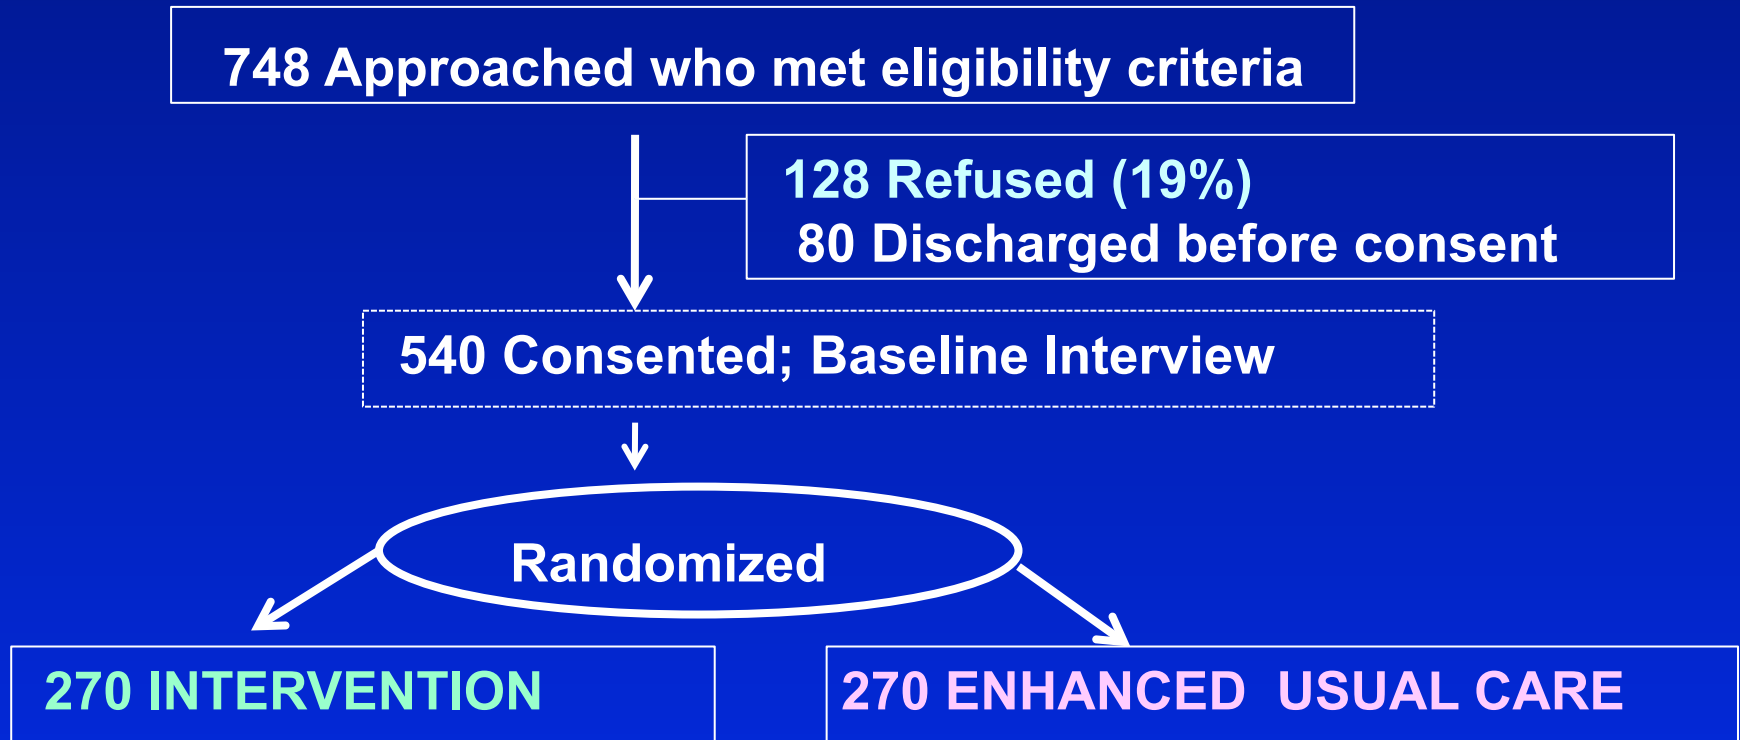 748 Approached who met eligibility criteria
128 Refused (19%)
80 Discharged before consent
540 Consented; Baseline Interview
Randomized
270 INTERVENTION
270 ENHANCED USUAL CARE